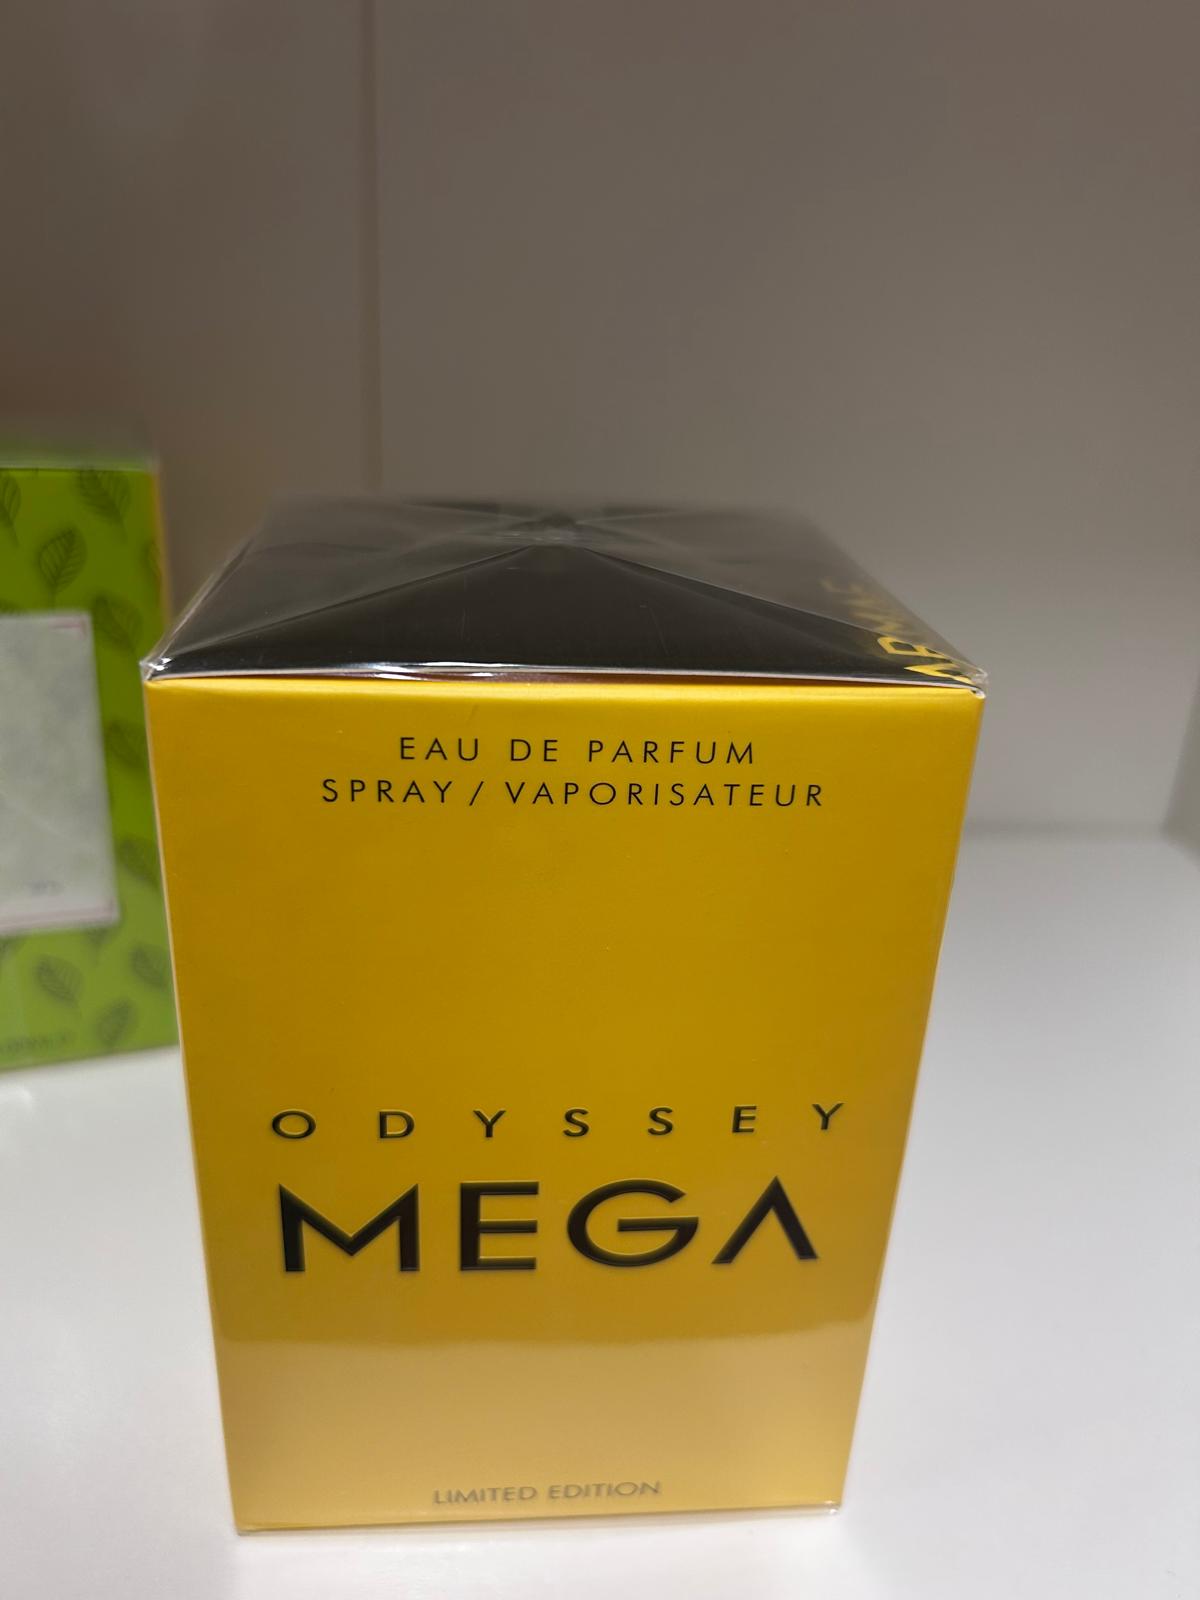 EAU DE PARFUM
SPRAY / VAPORISATEUR
ODYSSEY
MEGA
LIMITED EDITION